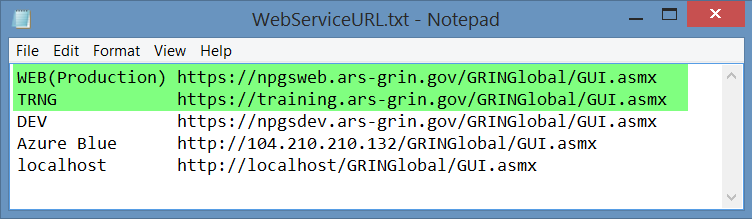 WebServiceURL.txt - Notepad
File Edit Format View Help
WEB(Production) https://npgsweb.ars-grin.gov/GRINGlobal/GUI.asmx
TRNG https://training.ars-grin.gov/GRINGlobal/GUI.asmx
DEV https://npgsdev.ars-grin.gov/GRINGlobal/GUI.asmx
Azure Blue http://104.210.210.132/GRINGlobal/GUI.asmx
localhost http://localhost/GRINGlobal/GUI.asmx